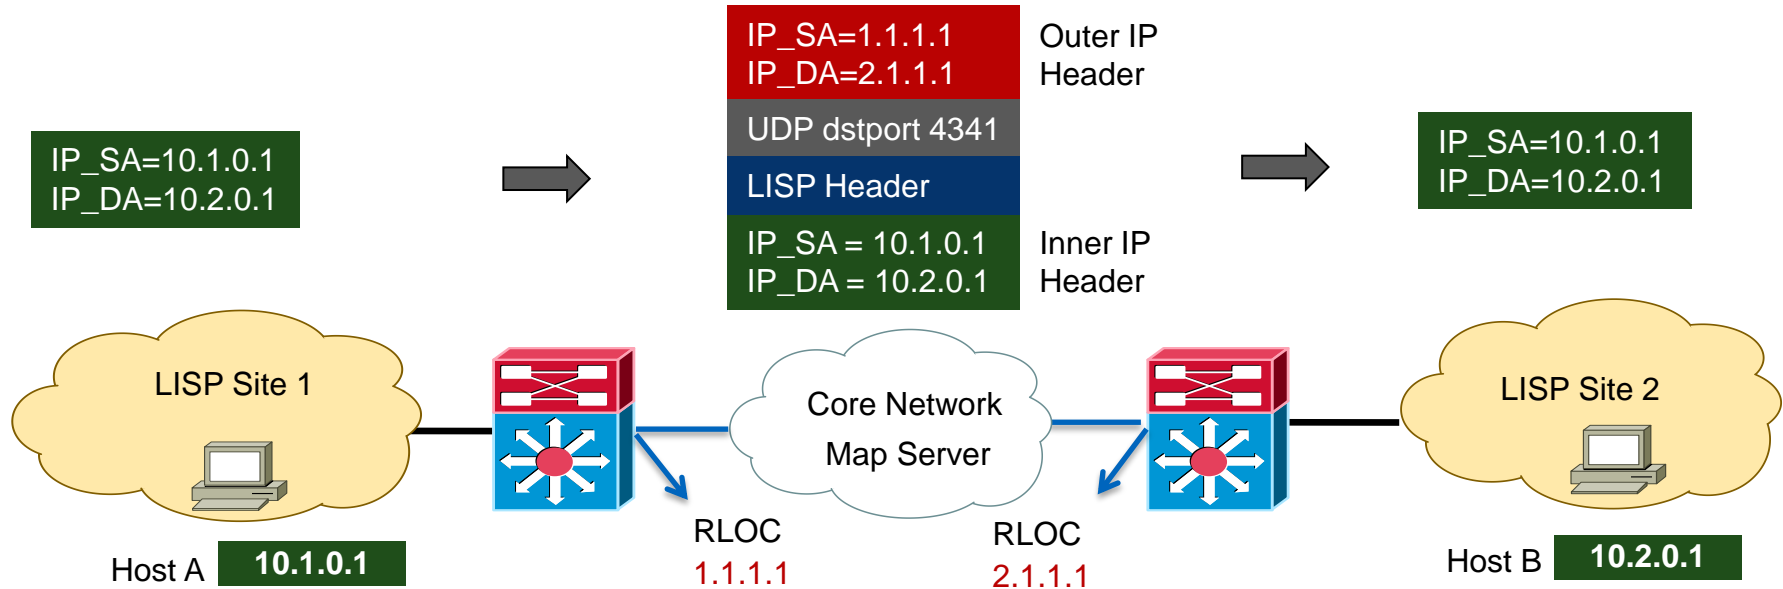 IP_SA=1.1.1.1
IP_DA=2.1.1.1
Outer IP
Header
UDP dstport 4341
LISP Header
IP_SA = 10.1.0.1
IP_DA = 10.2.0.1
Inner IP
Header
IP_SA=10.1.0.1
IP_DA=10.2.0.1
IP_SA=10.1.0.1
IP_DA=10.2.0.1
LISP Site 1
Core Network
Map Server
LISP Site 2
Host A
10.1.0.1
RLOC
1.1.1.1
RLOC
2.1.1.1
Host B
10.2.0.1